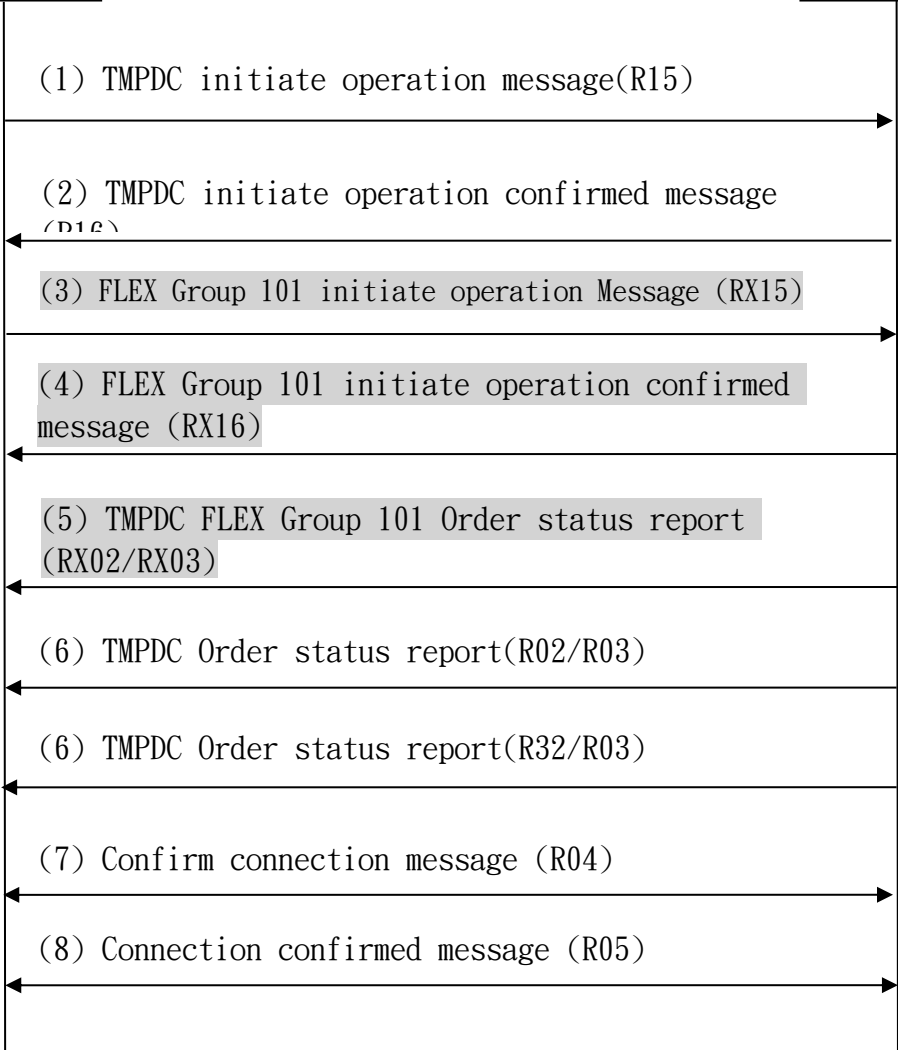 (1) TMPDC initiate operation message(R15)
(2) TMPDC initiate operation confirmed message
(R16)
(3) FLEX Group 101 initiate operation Message (RX15)
(4) FLEX Group 101 initiate operation confirmed
message (RX16)
(5) TMPDC FLEX Group 101 Order status report
(RX02/RX03)
(6) TMPDC Order status report(R02/R03)
(6) TMPDC Order status report(R32/R03)
(7) Confirm connection message (R04)
(8) Connection confirmed message (R05)